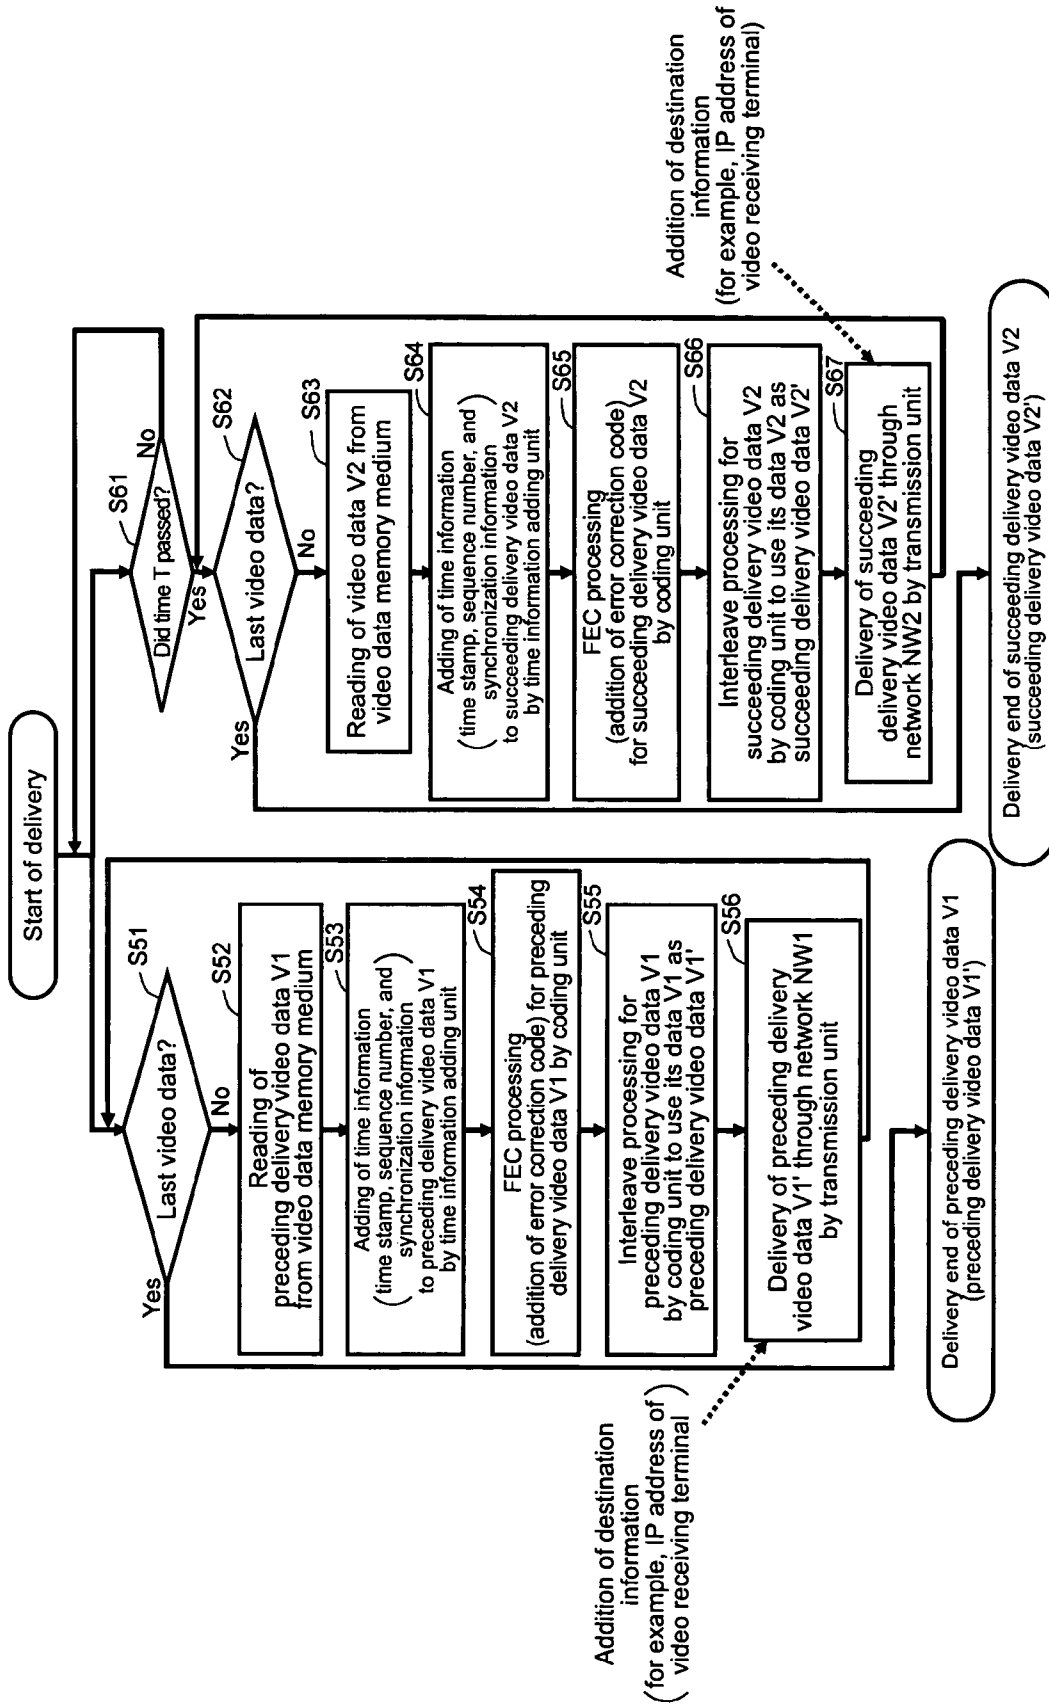 Start of delivery
Last video data?
S51
Yes
No
S52
Reading of
preceding delivery video data V1
from video data memory medium
S53
Adding of time information
(time stamp, sequence number, and)
synchronization information
to preceding delivery video data V1
by time information adding unit
S54
FEC processing
(addition of error correction code) for preceding
delivery video data V1 by coding unit
S55
Interleave processing for
preceding delivery video data V1
by coding unit to use its data V1 as
preceding delivery video data V1'
S56
Delivery of preceding delivery
video data V1' through network NW1
by transmission unit
Addition of destination
information
(for example, IP address of
video receiving terminal)
Delivery end of preceding delivery video data V1
(preceding delivery video data V1')
Did time T passed?
S61
No
Yes
Last video data?
S62
Yes
No
S63
Reading of video data V2 from
video data memory medium
S64
Adding of time information
(time stamp, sequence number, and)
synchronization information
to succeeding delivery video data V2
by time information adding unit
S65
FEC processing
(addition of error correction code)
for succeeding delivery video data V2
by coding unit
S66
Interleave processing for
succeeding delivery video data V2
by coding unit to use its data V2 as
succeeding delivery video data V2'
S67
Delivery of succeeding
delivery video data V2' through
network NW2 by transmission unit
Addition of destination
information
(for example, IP address of
video receiving terminal)
Delivery end of succeeding delivery video data V2
(succeeding delivery video data V2')